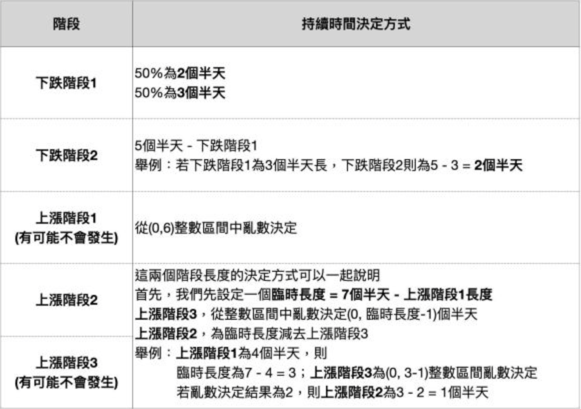 階段 持續時間決定方式
下跌階段1
50%為2個半天
50%為3個半天
下跌階段2
5個半天 - 下跌階段1
舉例：若下跌階段1為3個半天長，下跌階段2則為5 - 3 = 2個半天
上漲階段1
(有可能不會發生)
從(0,6)整數區間中亂數決定
上漲階段2
這兩個階段長度的決定方式可以一起說明
首先，我們先設定一個臨時長度 = 7個半天 - 上漲階段1長度
上漲階段3，從整數區間中亂數決定(0, 臨時長度-1)個半天
上漲階段2，為臨時長度減去上漲階段3
上漲階段3
(有可能不會發生)
舉例：上漲階段1為4個半天，則
臨時長度為7 - 4 = 3；上漲階段3為(0, 3-1)整數區間亂數決定
若亂數決定結果為2，則上漲階段2為3 - 2 = 1個半天